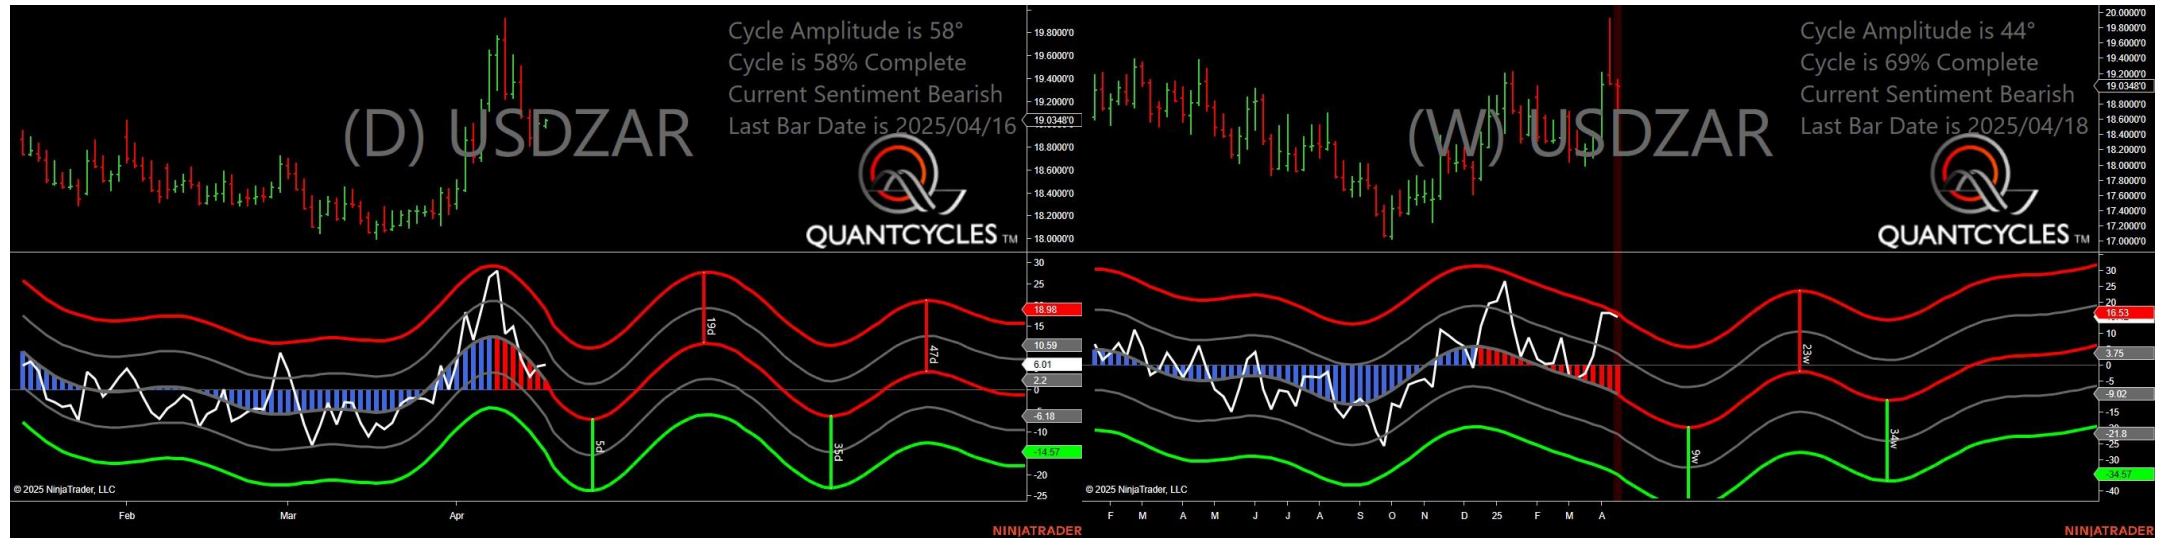 Cycle Amplitude is 58°
Cycle is 58% Complete
Current Sentiment Bearish
Last Bar Date is 2025/04/16
(D) USDZAR
QUANTCYCLES TM
19.8000'0
19.6000'0
19.4000'0
19.2000'0
19.0348'0
18.8000'0
18.6000'0
18.4000'0
18.2000'0
18.0000'0
30
25
18.98
15
10.59
6.01
2.2
0
-6.18
-10
-14.57
-20
-25
19d
47d
5d
35d
© 2025 NinjaTrader, LLC
Feb Mar Apr
NINJATRADER
Cycle Amplitude is 44°
Cycle is 69% Complete
Current Sentiment Bearish
Last Bar Date is 2025/04/18
(W) USDZAR
QUANTCYCLES TM
20.0000'0
19.8000'0
19.6000'0
19.4000'0
19.2000'0
19.0348'0
18.8000'0
18.6000'0
18.4000'0
18.2000'0
18.0000'0
17.8000'0
17.6000'0
17.4000'0
17.2000'0
17.0000'0
30
25
20
16.53
10
3.75
0
-5
-9.02
-15
-21.8
-25
-30
-34.57
-40
23w
9w
34w
© 2025 NinjaTrader, LLC
F M A M J J A S O N D 25 F M A
NINJATRADER